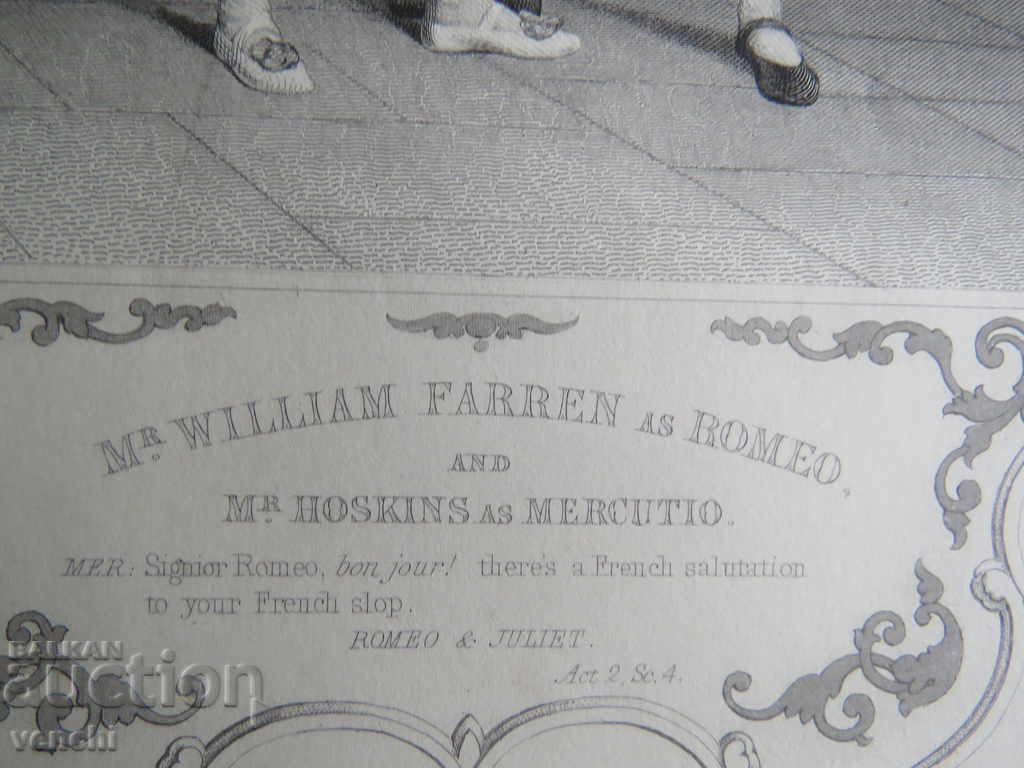 Mr. WILLIAM FARREN AS ROMEO,
AND
Mr HOSKINS AS MERCUTIO.
MER: Signior Romeo, bon jour! there's a French salutation
to your French slop.
ROMEO & JULIET.
Act 2, Sc. 4.
BALKAN
auction
venchi